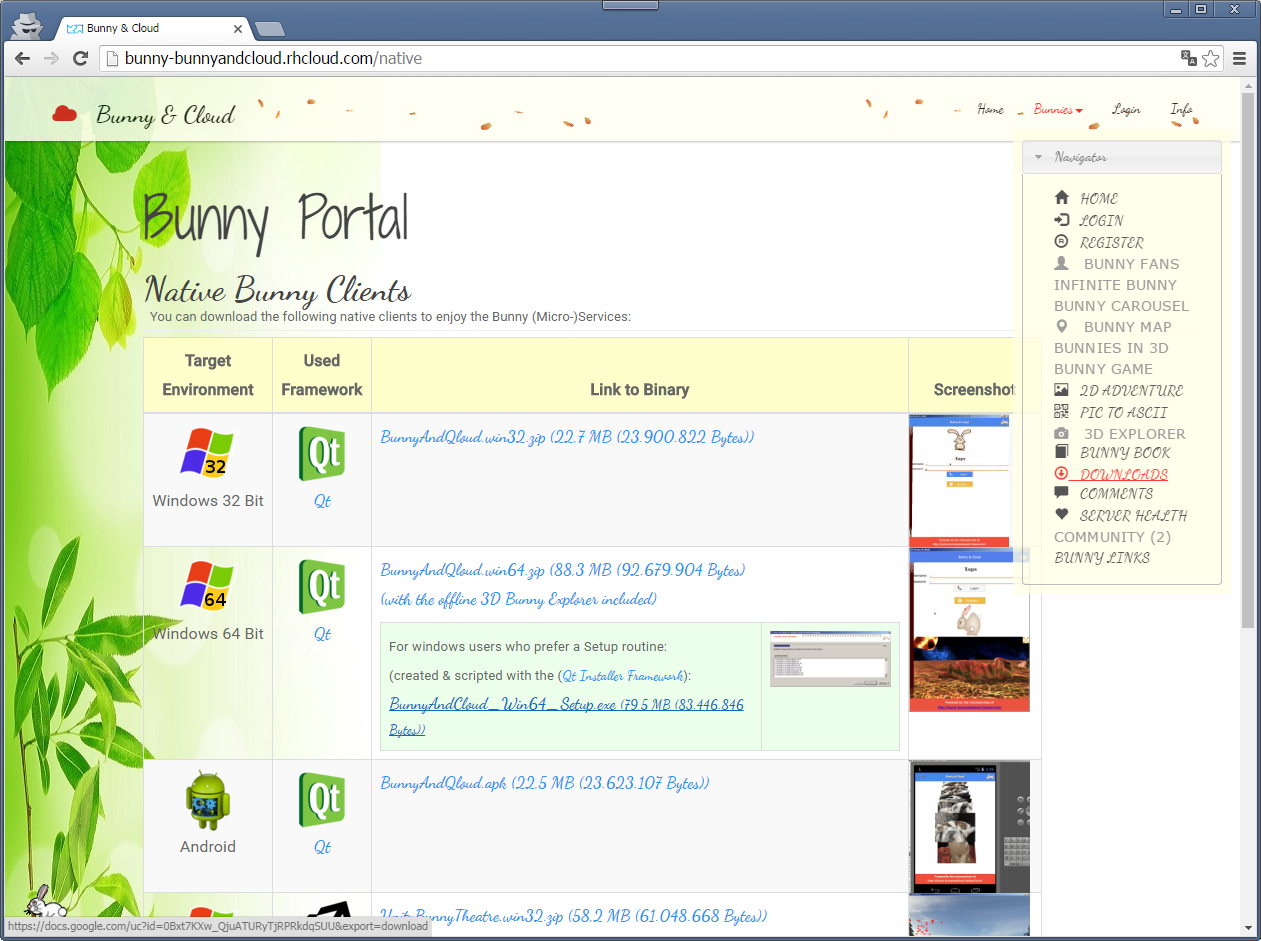 Bunny & Cloud
bunny-bunnyandcloud.rhcloud.com/native
Bunny & Cloud
Home
Bunnies
Login
Info
Navigator
HOME
LOGIN
REGISTER
BUNNY FANS
INFINITE BUNNY
BUNNY CAROUSEL
BUNNY MAP
BUNNIES IN 3D
BUNNY GAME
2D ADVENTURE
PIC TO ASCII
3D EXPLORER
BUNNY BOOK
DOWNLOADS
COMMENTS
SERVER HEALTH
COMMUNITY (2)
BUNNY LINKS
Bunny Portal
Native Bunny Clients
You can download the following native clients to enjoy the Bunny (Micro-)Services:
Target
Environment
Used
Framework
Link to Binary
Screenshot
32
Windows 32 Bit
Qt
Qt
BunnyAndQloud.win32.zip (22,7 MB (23.900.822 Bytes))
64
Windows 64 Bit
Qt
Qt
BunnyAndQloud.win64.zip (88.3 MB (92.679.904 Bytes)
(with the offline 3D Bunny Explorer included)
For windows users who prefer a Setup routine:
(created & scripted with the (Qt Installer Framework):
BunnyAndCloud_Win64_Setup.exe (79.5 MB (83.446.846
Bytes))
Android
Qt
Qt
BunnyAndQloud.apk (22,5 MB (23.623.107 Bytes))
UnityBunnyTheatre.win32.zip (58.2 MB (61.048.668 Bytes))
https://docs.google.com/uc?id=0Bxt7KXw_QjuATURyTjRPRkdqSUU&export=download